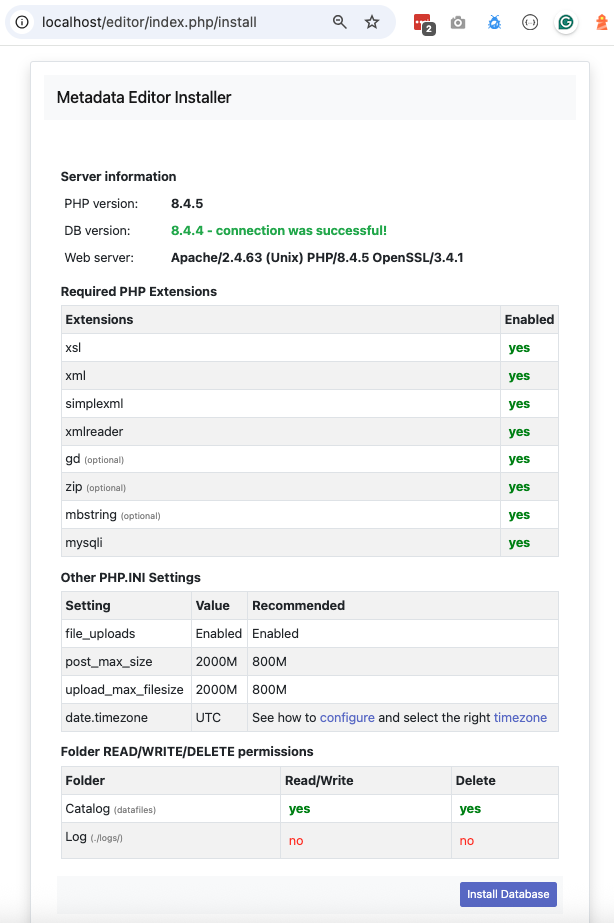 localhost/editor/index.php/install
2
Metadata Editor Installer
Server information
PHP version: 8.4.5
DB version: 8.4.4 - connection was successful!
Web server: Apache/2.4.63 (Unix) PHP/8.4.5 OpenSSL/3.4.1
Required PHP Extensions
Extensions Enabled
xsl yes
xml yes
simplexml yes
xmlreader yes
gd (optional) yes
zip (optional) yes
mbstring (optional) yes
mysqli yes
Other PHP.INI Settings
Setting Value Recommended
file_uploads Enabled Enabled
post_max_size 2000M 800M
upload_max_filesize 2000M 800M
date.timezone UTC See how to configure and select the right timezone
Folder READ/WRITE/DELETE permissions
Folder Read/Write Delete
Catalog (datafiles) yes yes
Log (./logs/) no no
Install Database